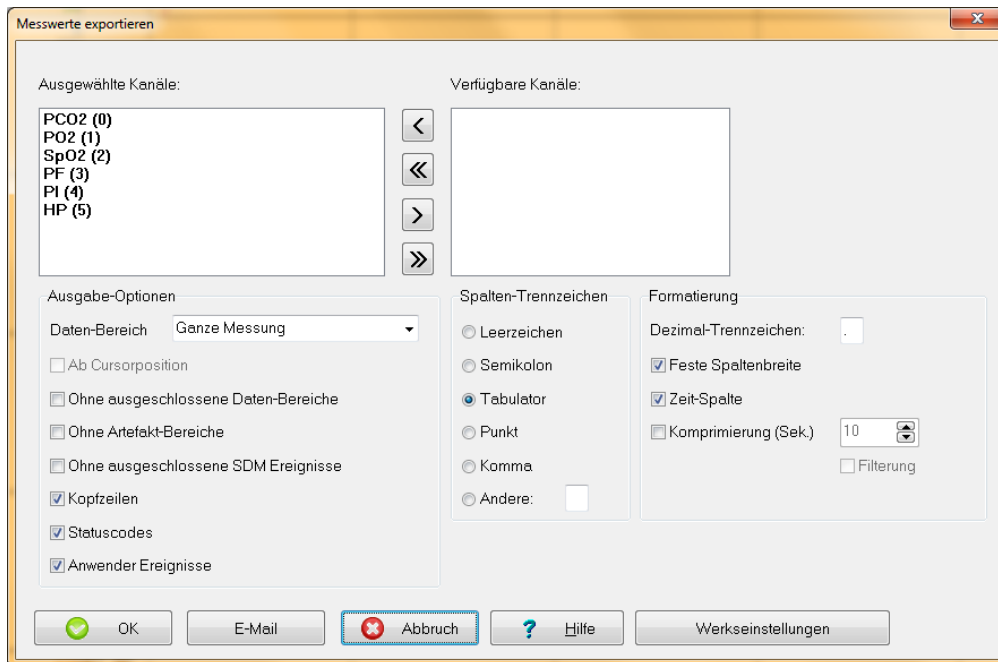 Messwerte exportieren
Ausgewählte Kanäle:
Verfügbare Kanäle:
PCO2 (0)
PO2 (1)
SpO2 (2)
PF (3)
PI (4)
HP (5)
Ausgabe-Optionen
Daten-Bereich Ganze Messung
Ab Cursorposition
Ohne ausgeschlossene Daten-Bereiche
Ohne Artefakt-Bereiche
Ohne ausgeschlossene SDM Ereignisse
Kopfzeilen
Statuscodes
Anwender Ereignisse
Spalten-Trennzeichen
Leerzeichen
Semikolon
Tabulator
Punkt
Komma
Andere:
Formatierung
Dezimal-Trennzeichen: .
Feste Spaltenbreite
Zeit-Spalte
Komprimierung (Sek.) 10
Filterung
OK
E-Mail
Abbruch
Hilfe
Werkseinstellungen